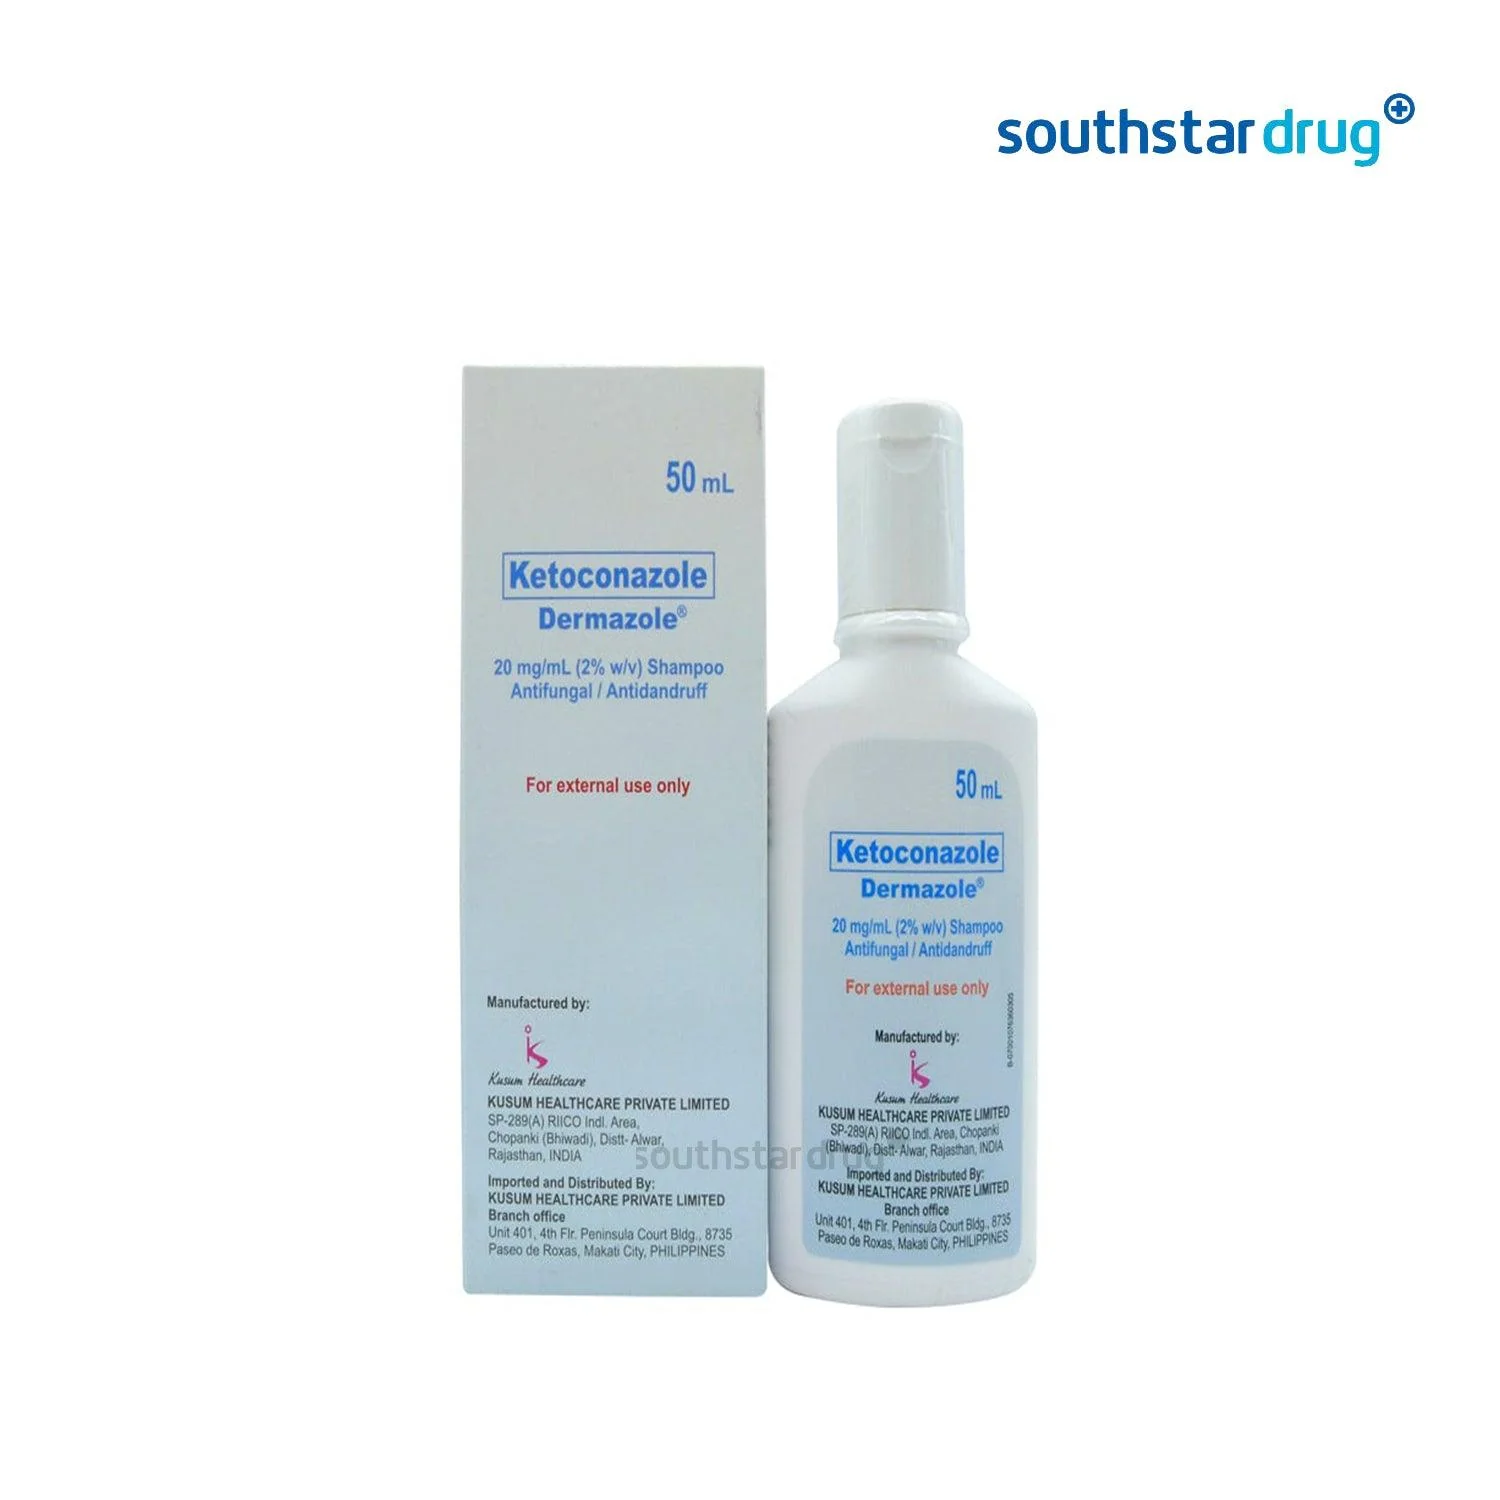 southstar drug
50 mL
Ketoconazole
Dermazole®
20 mg/mL (2% w/v) Shampoo
Antifungal / Antidandruff
For external use only
Manufactured by:
Kusum Healthcare
KUSUM HEALTHCARE PRIVATE LIMITED
SP-289(A) RIICO Indl. Area,
Chopanki (Bhiwadi), Distt- Alwar,
Rajasthan, INDIA
Imported and Distributed By:
KUSUM HEALTHCARE PRIVATE LIMITED
Branch office
Unit 401, 4th Flr. Peninsula Court Bldg., 8735
Paseo de Roxas, Makati City, PHILIPPINES
50 mL
Ketoconazole
Dermazole®
20 mg/mL (2% w/v) Shampoo
Antifungal / Antidandruff
For external use only
Manufactured by:
Kusum Healthcare
KUSUM HEALTHCARE PRIVATE LIMITED
SP-289(A) RIICO Indl. Area, Chopanki
(Bhiwadi), Distt- Alwar, Rajasthan, INDIA
Imported and Distributed By:
KUSUM HEALTHCARE PRIVATE LIMITED
Branch office
Unit 401, 4th Flr. Peninsula Court Bldg., 8735
Paseo de Roxas, Makati City, PHILIPPINES
southstar drug